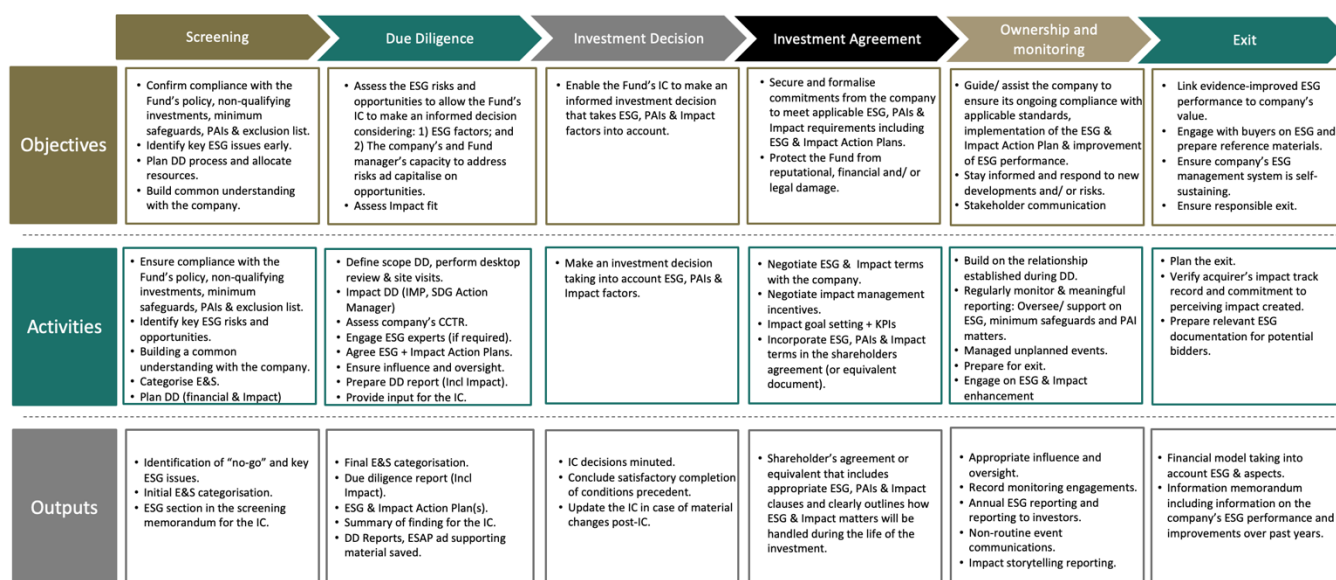 Screening
Due Diligence
Investment Decision
Investment Agreement
Ownership and
monitoring
Exit
Objectives
• Confirm compliance with the
Fund's policy, non-qualifying
investments, minimum
safeguards, PAIs & exclusion list.
• Identify key ESG issues early.
• Plan DD process and allocate
resources.
• Build common understanding
with the company.
• Assess the ESG risks and
opportunities to allow the Fund's
IC to make an informed decision
considering: 1) ESG factors; and
2) The company's and Fund
manager's capacity to address
risks ad capitalise on
opportunities.
• Assess Impact fit
• Enable the Fund's IC to make an
informed investment decision
that takes ESG, PAIs & Impact
factors into account.
• Secure and formalise
commitments from the company
to meet applicable ESG, PAIs &
Impact requirements including
ESG & Impact Action Plans.
• Protect the Fund from
reputational, financial and/ or
legal damage.
• Guide/ assist the company to
ensure its ongoing compliance with
applicable standards,
implementation of the ESG &
Impact Action Plan & improvement
of ESG performance.
• Stay informed and respond to new
developments and/ or risks.
• Stakeholder communication
• Link evidence-improved ESG
performance to company's
value.
• Engage with buyers on ESG and
prepare reference materials.
• Ensure company's ESG
management system is self-
sustaining.
• Ensure responsible exit.
Activities
• Ensure compliance with the
Fund's policy, non-qualifying
investments, minimum
safeguards, PAIs & exclusion list.
• Identify key ESG risks and
opportunities.
• Building a common
understanding with the company.
• Categorise E&S.
• Plan DD (financial & Impact)
• Define scope DD, perform desktop
review & site visits.
• Impact DD (IMP, SDG Action
Manager)
• Assess company's CCTR.
• Engage ESG experts (if required).
• Agree ESG + Impact Action Plans.
• Ensure influence and oversight.
• Prepare DD report (Incl Impact).
• Provide input for the IC.
• Make an investment decision
taking into account ESG, PAIs &
Impact factors.
• Negotiate ESG & Impact terms
with the company.
• Negotiate impact management
incentives.
• Impact goal setting + KPIs
• Incorporate ESG, PAIs & Impact
terms in the shareholders
agreement (or equivalent
document).
• Build on the relationship
established during DD.
• Regularly monitor & meaningful
reporting: Oversee/ support on
ESG, minimum safeguards and PAI
matters.
• Managed unplanned events.
• Prepare for exit.
• Engage on ESG & Impact
enhancement
• Plan the exit.
• Verify acquirer's impact track
record and commitment to
perceiving impact created.
• Prepare relevant ESG
documentation for potential
bidders.
Outputs
• Identification of "no-go" and key
ESG issues.
• Initial E&S categorisation.
• ESG section in the screening
memorandum for the IC.
• Final E&S categorisation.
• Due diligence report (Incl
Impact).
• ESG & Impact Action Plan(s).
• Summary of finding for the IC.
• DD Reports, ESAP ad supporting
material saved.
• IC decisions minuted.
• Conclude satisfactory completion
of conditions precedent.
• Update the IC in case of material
changes post-IC.
• Shareholder's agreement or
equivalent that includes
appropriate ESG, PAIs & Impact
clauses and clearly outlines how
ESG & Impact matters will be
handled during the life of the
investment.
• Appropriate influence and
oversight.
• Record monitoring engagements.
• Annual ESG reporting and
reporting to investors.
• Non-routine event
communications.
• Impact storytelling reporting.
• Financial model taking into
account ESG & aspects.
• Information memorandum
including information on the
company's ESG performance and
improvements over past years.